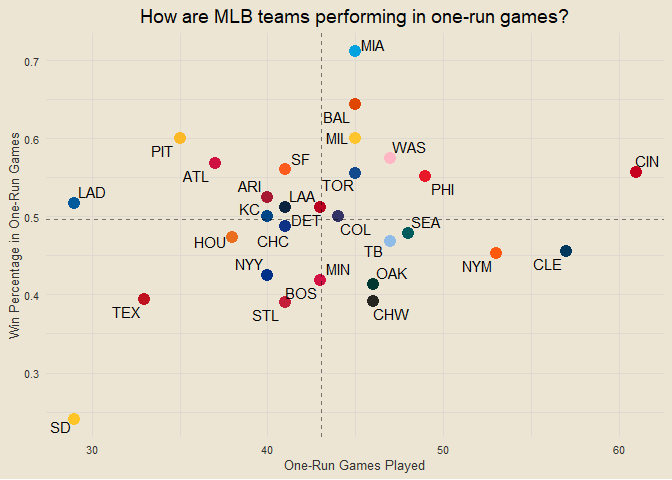 How are MLB teams performing in one-run games?
Win Percentage in One-Run Games
0.7
0.6
0.5
0.4
0.3
MIA
BAL
MIL
WAS
PIT
ATL
SF
CIN
TOR
PHI
LAD
ARI
LAA
KC
DET
COL
SEA
HOU
CHC
TB
NYM
CLE
NYY
MIN
OAK
BOS
TEX
STL
CHW
SD
30
40
50
60
One-Run Games Played